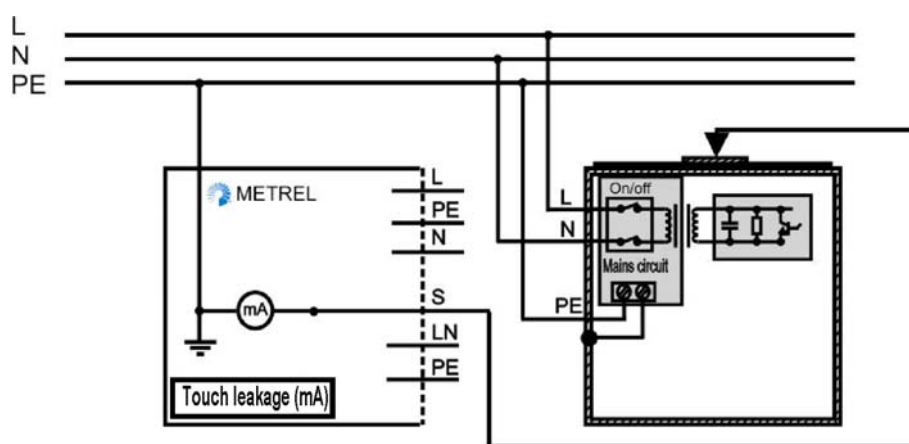 L
N
PE
METREL
L
PE
N
S
LN
PE
mA
Touch leakage (mA)
L
N
PE
On/off
Mains circuit